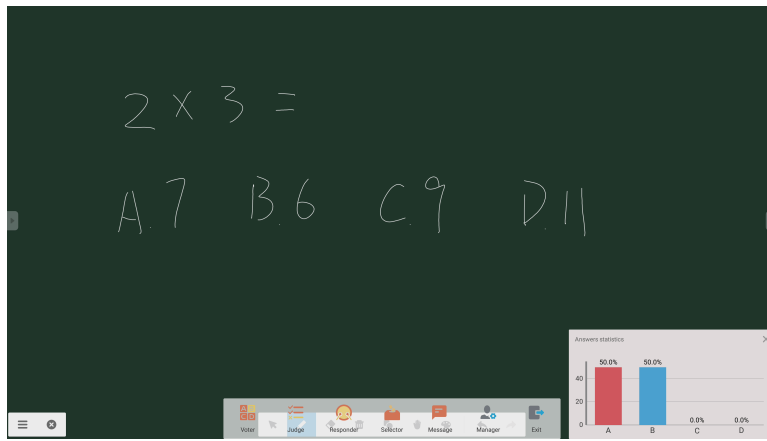 2 × 3 =
A.7 B.6 C.9 D.11
Answers statistics
50.0% 50.0%
40
20
0.0% 0.0%
0
A B C D
Voter Judge Responder Selector Message Manager Exit